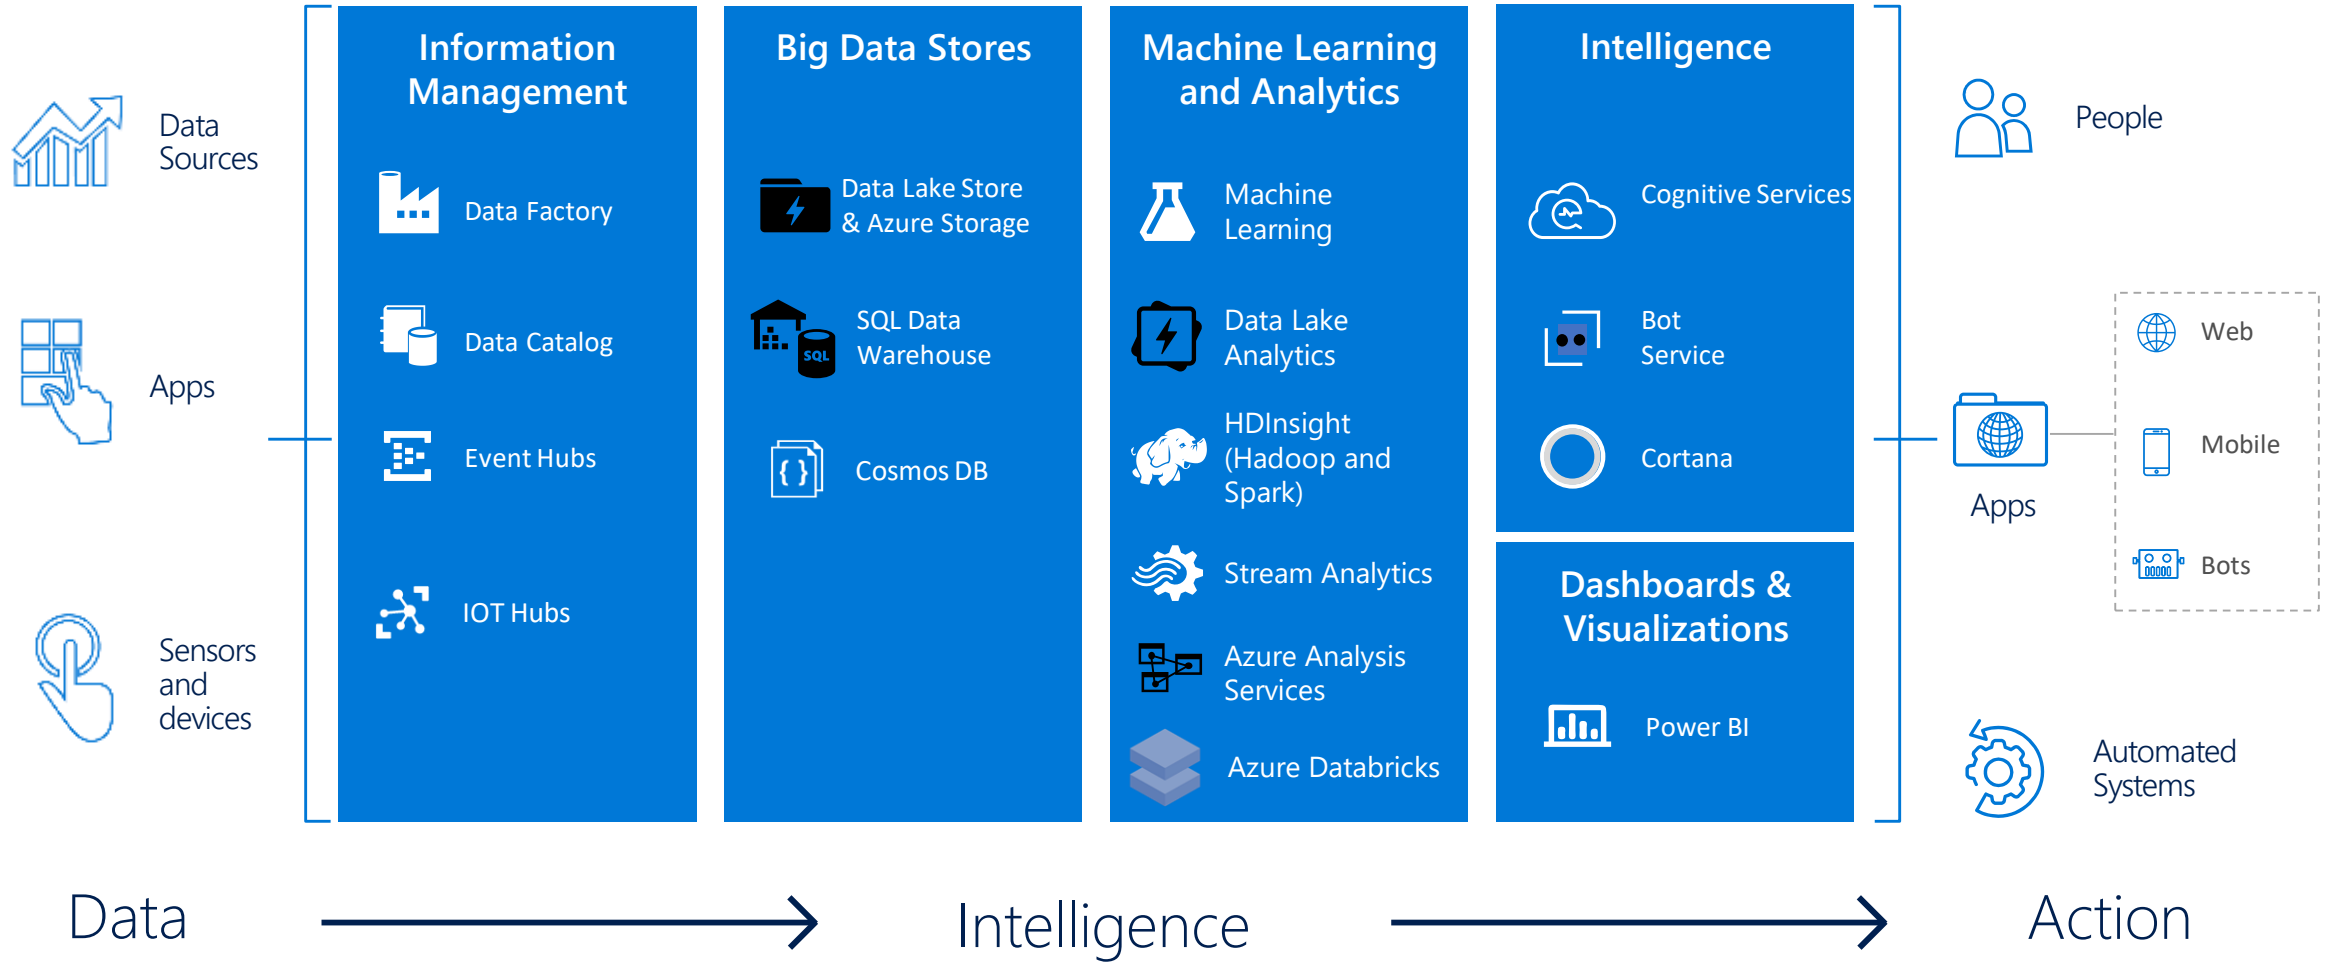 Data
Sources
Apps
Sensors
and
devices
Information
Management
Data Factory
Data Catalog
Event Hubs
IOT Hubs
Big Data Stores
Data Lake Store
& Azure Storage
SQL Data
Warehouse
SQL
Cosmos DB
Machine Learning
and Analytics
Machine
Learning
Data Lake
Analytics
HDInsight
(Hadoop and
Spark)
Stream Analytics
Azure Analysis
Services
Azure Databricks
Intelligence
Cognitive Services
Bot
Service
Cortana
Dashboards &
Visualizations
Power BI
People
Apps
Web
Mobile
Bots
Automated
Systems
Data
Intelligence
Action